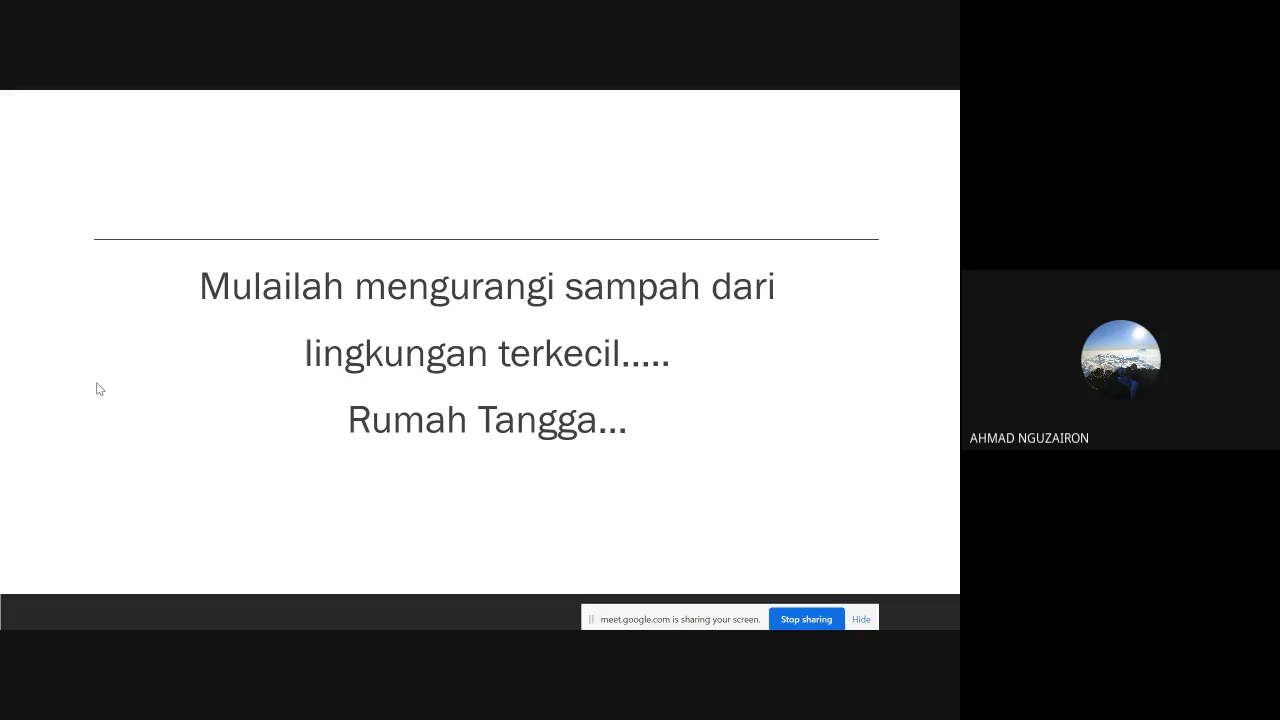 Mulailah mengurangi sampah dari
lingkungan terkecil.....
Rumah Tangga...
AHMAD NGUZAIRON
meet.google.com is sharing your screen.
Stop sharing
Hide